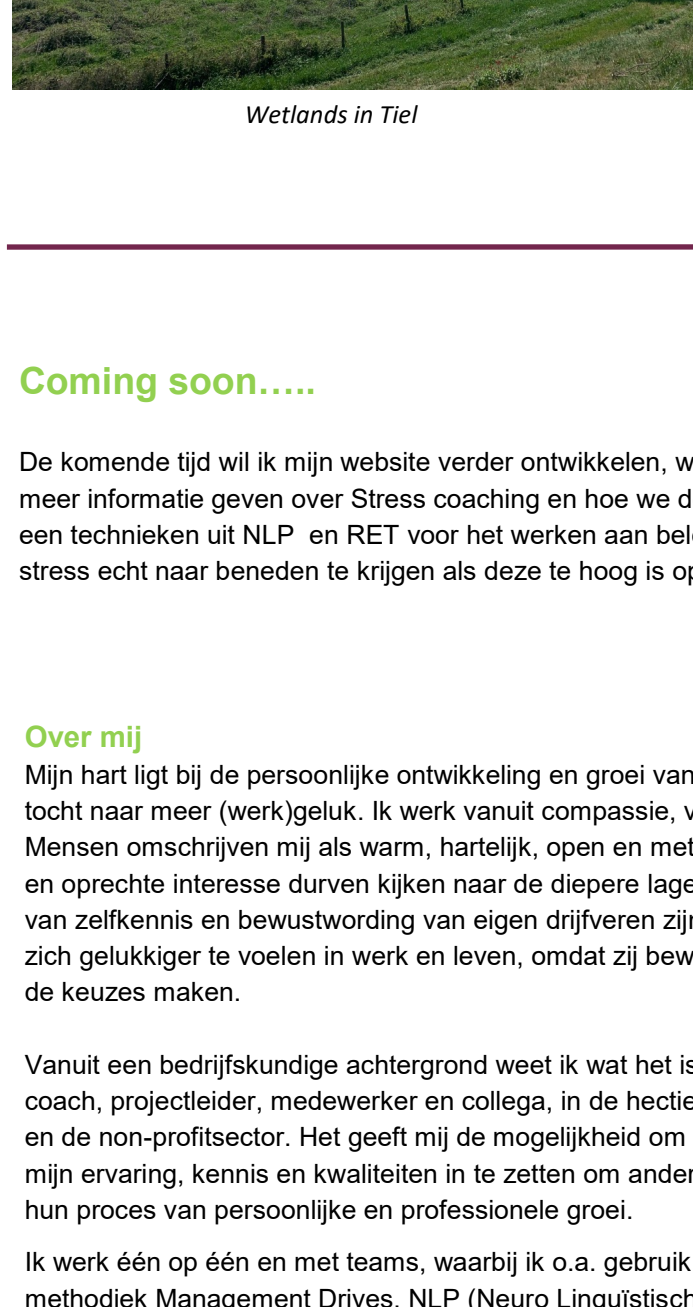 Wetlands in Tiel
Coming soon…..
De komende tijd wil ik mijn website verder ontwikkelen,
meer informatie geven over Stress coaching en hoe we
een technieken uit NLP  en RET voor het werken aan
stress echt naar beneden te krijgen als deze te hoog is
Over mij
Mijn hart ligt bij de persoonlijke ontwikkeling en groei van
tocht naar meer (werk)geluk. Ik werk vanuit compassie,
Mensen omschrijven mij als warm, hartelijk, open en met
en oprechte interesse durven kijken naar de diepere
van zelfkennis en bewustwording van eigen drijfveren
zich gelukkiger te voelen in werk en leven, omdat zij
de keuzes maken.
Vanuit een bedrijfskundige achtergrond weet ik wat het is
coach, projectleider, medewerker en collega, in de
en de non-profitsector. Het geeft mij de mogelijkheid om
mijn ervaring, kennis en kwaliteiten in te zetten om
hun proces van persoonlijke en professionele groei.
Ik werk één op één en met teams, waarbij ik o.a. gebruik
methodiek Management Drives, NLP (Neuro